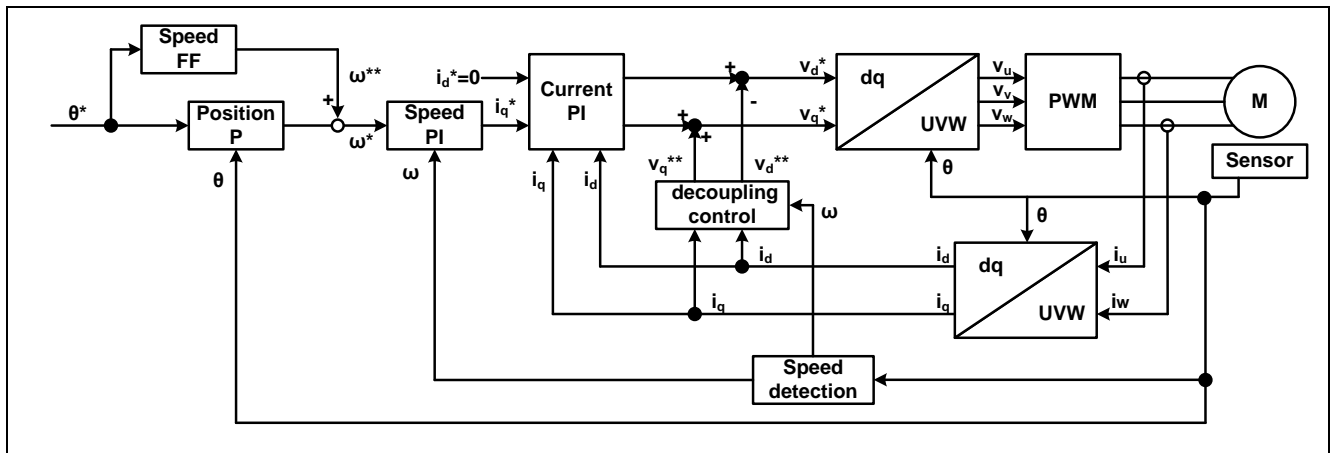 Speed
FF
θ*
Position
P
θ
ω**
+
ω*
Speed
PI
ω
i_d*=0
i_q*
Current
PI
i_q
i_d
+
-
+
+
v_q**
v_d**
decoupling
control
ω
v_d*
v_q*
dq
UVW
θ
v_u
v_v
v_w
PWM
M
Sensor
θ
i_d
i_d
dq
i_u
i_q
i_q
UVW
iw
Speed
detection